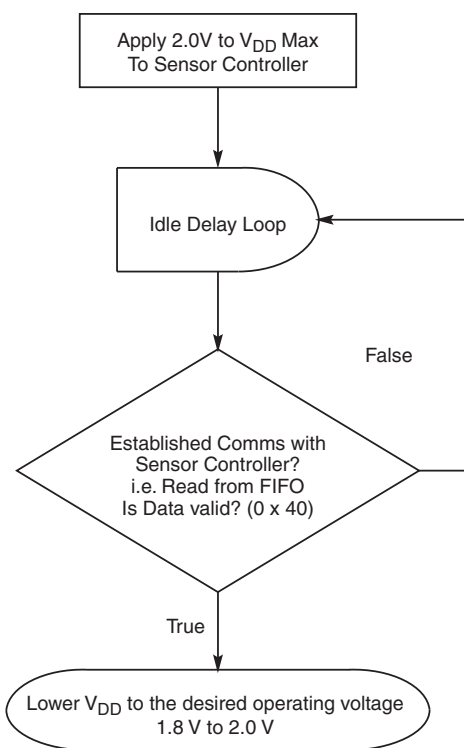 Apply 2.0V to VDD Max
To Sensor Controller
Idle Delay Loop
False
Established Comms with
Sensor Controller?
i.e. Read from FIFO
Is Data valid? (0 x 40)
True
Lower VDD to the desired operating voltage
1.8 V to 2.0 V